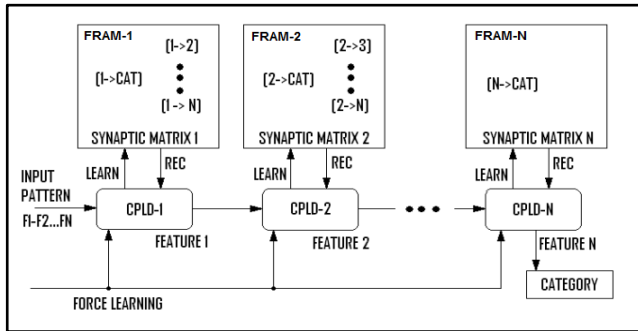 FRAM-1
(1->2)
(1->CAT)
(1 -> N)
SYNAPTIC MATRIX 1
FRAM-2
(2->3)
(2->CAT)
(2->N)
SYNAPTIC MATRIX 2
FRAM-N
(N->CAT)
SYNAPTIC MATRIX N
LEARN
REC
LEARN
REC
LEARN
REC
INPUT
PATTERN
F1-F2...FN
CPLD-1
CPLD-2
CPLD-N
FEATURE 1
FEATURE 2
FEATURE N
FORCE LEARNING
CATEGORY